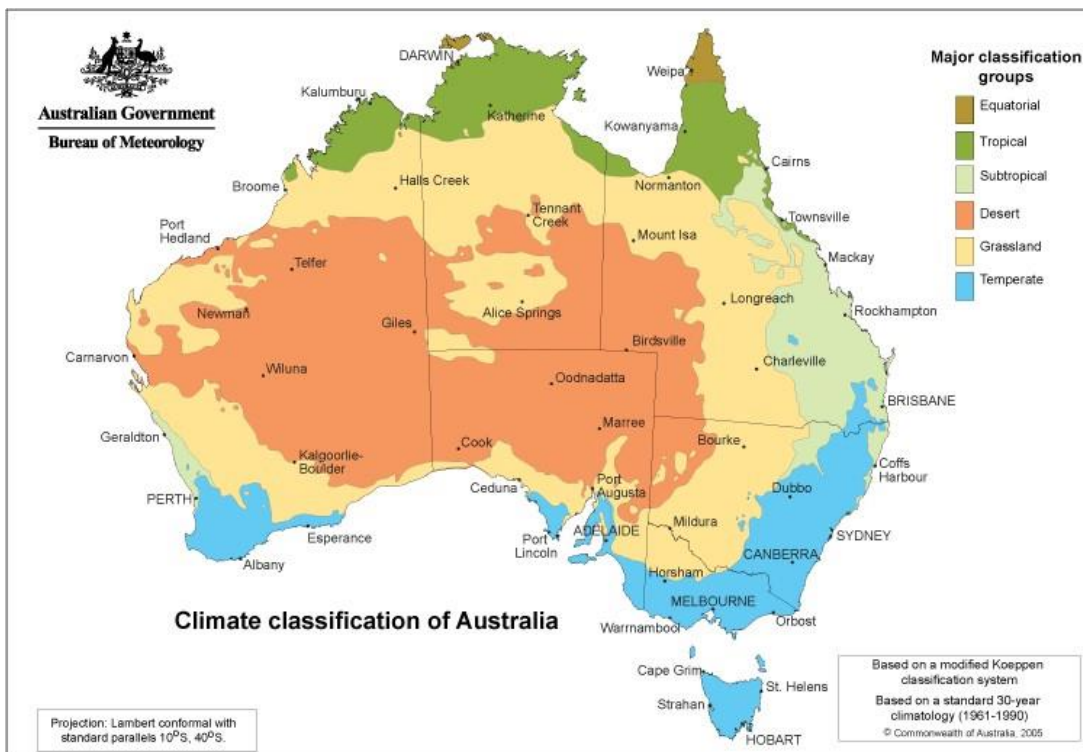 Australian Government
Bureau of Meteorology
Major classification
groups
Equatorial
Tropical
Subtropical
Desert
Grassland
Temperate
DARWIN
Weipa
Kalumburu
Katherine
Kowanyama
Cairns
Broome
Halls Creek
Normanton
Tennant
Creek
Townsville
Port
Hedland
Mount Isa
Telfer
Mackay
Newman
Alice Springs
Longreach
Rockhampton
Giles
Carnarvon
Birdsville
Charleville
Wiluna
Oodnadatta
BRISBANE
Geraldton
Marree
Bourke
Cook
Kalgoorlie-
Boulder
Coffs
Harbour
Ceduna
Port
Augusta
Dubbo
PERTH
Mildura
Esperance
Port
Lincoln
ADELAIDE
SYDNEY
CANBERRA
Albany
Horsham
MELBOURNE
Orbost
Warrnambool
Climate classification of Australia
Cape Grim
St. Helens
Strahan
HOBART
Projection: Lambert conformal with
standard parallels 10°S, 40°S.
Based on a modified Koeppen
classification system
Based on a standard 30-year
climatology (1961-1990)
© Commonwealth of Australia, 2005